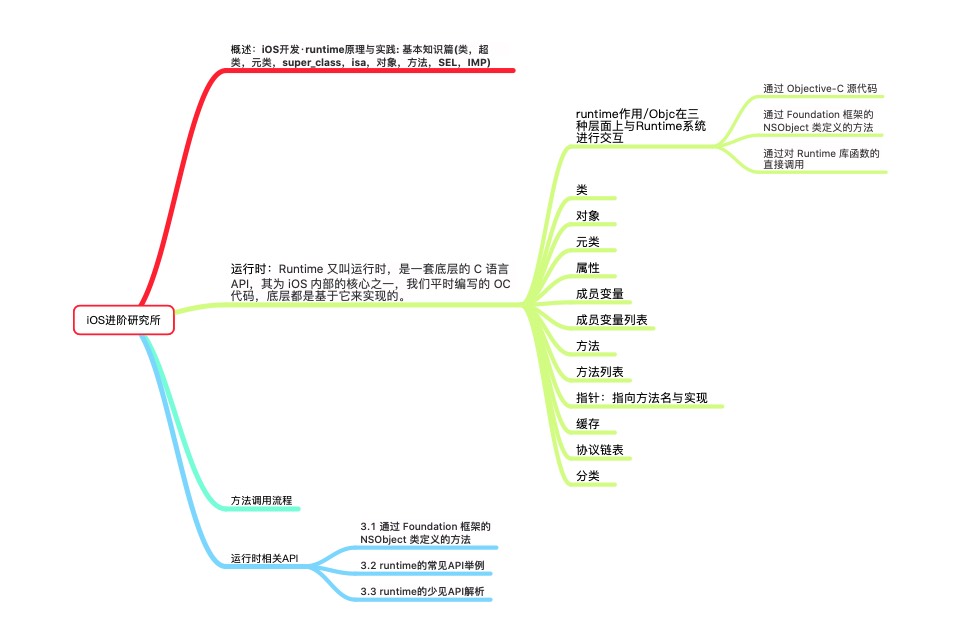 iOS进阶研究所
概述：iOS开发·runtime原理与实践: 基本知识篇(类，超
类，元类，super_class，isa，对象，方法，SEL，IMP)
运行时：Runtime 又叫运行时，是一套底层的 C 语言
API，其为 iOS 内部的核心之一，我们平时编写的 OC
代码，底层都是基于它来实现的。
runtime作用/Objc在三
种层面上与Runtime系统
进行交互
通过 Objective-C 源代码
通过 Foundation 框架的
NSObject 类定义的方法
通过对 Runtime 库函数的
直接调用
类
对象
元类
属性
成员变量
成员变量列表
方法
方法列表
指针：指向方法名与实现
缓存
协议链表
分类
方法调用流程
运行时相关API
3.1 通过 Foundation 框架的
NSObject 类定义的方法
3.2 runtime的常见API举例
3.3 runtime的少见API解析